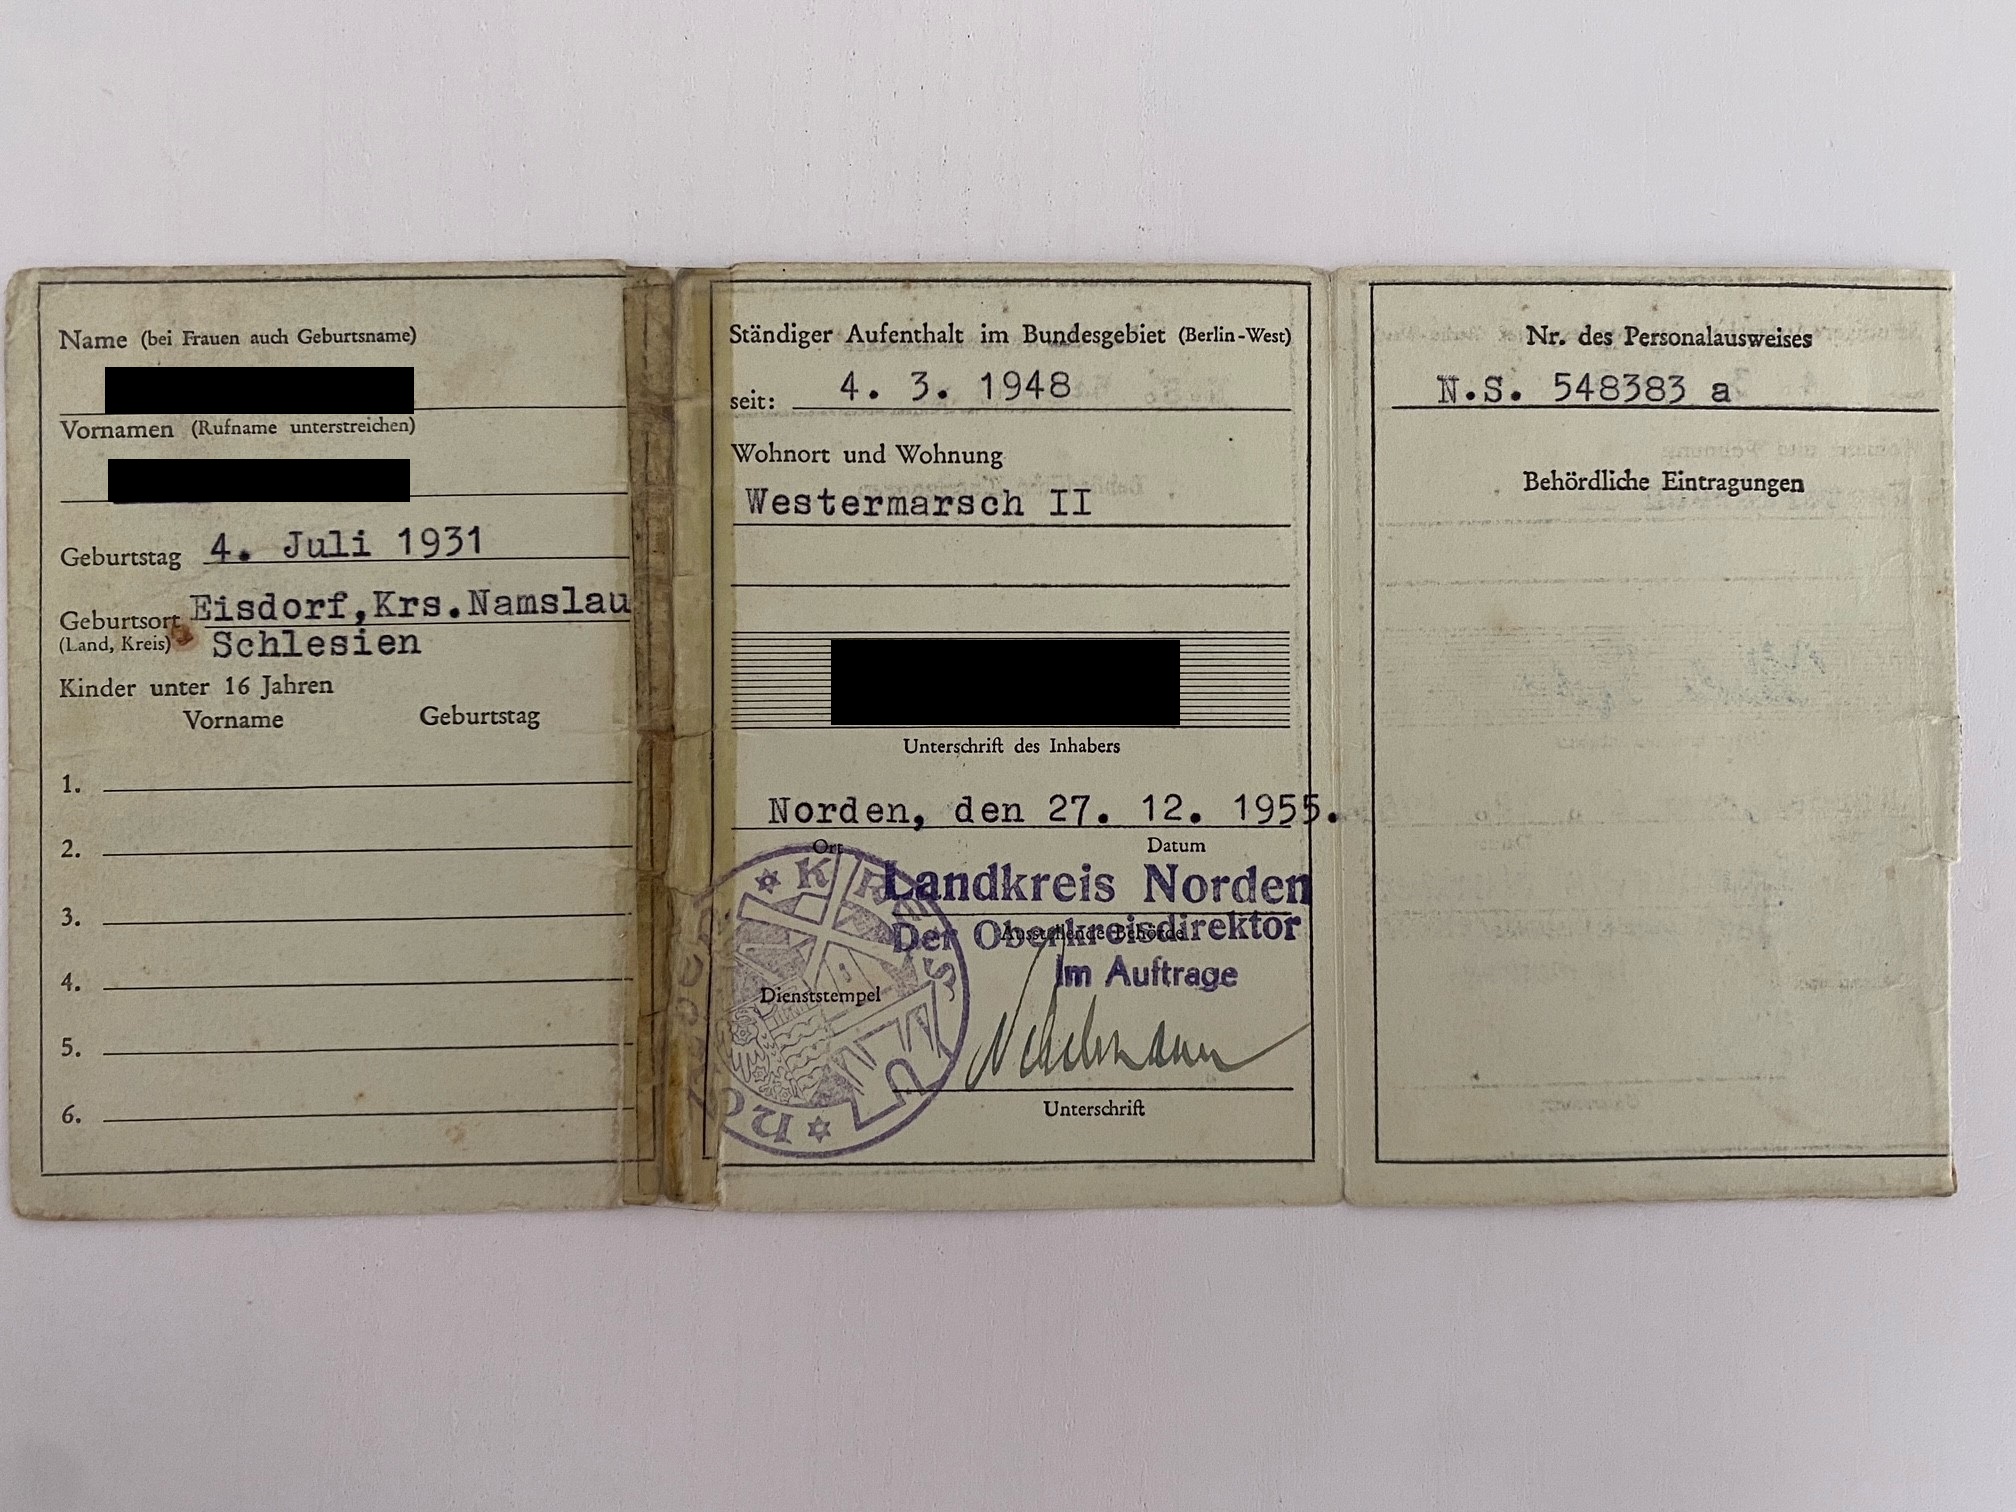 Name (bei Frauen auch Geburtsname)
Vornamen (Rufname unterstreichen)
Geburtstag 4. Juli 1931
Geburtsort Eisdorf,Krs.Namslau
(Land, Kreis) Schlesien
Kinder unter 16 Jahren
Vorname Geburtstag
1.
2.
3.
4.
5.
6.
Ständiger Aufenthalt im Bundesgebiet (Berlin-West)
seit: 4. 3. 1948
Wohnort und Wohnung
Westermarsch II
Unterschrift des Inhabers
Norden, den 27. 12. 1955.
Ort Datum
Landkreis Norden
Ausstellende Behörde
Der Oberkreisdirektor
Im Auftrage
Dienststempel
Unterschrift
Nr. des Personalausweises
N.S. 548383 a
Behördliche Eintragungen